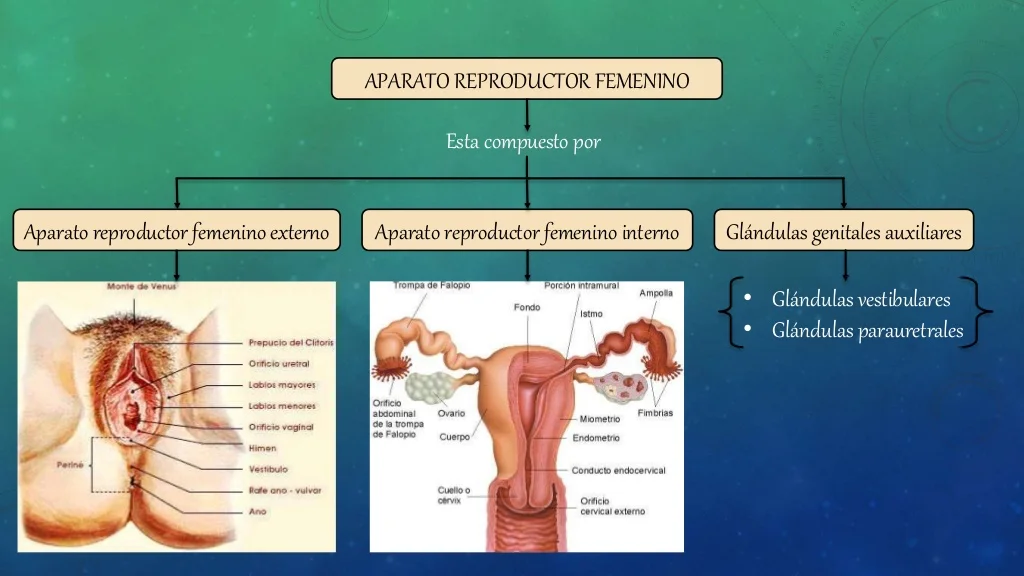 APARATO REPRODUCTOR FEMENINO
Esta compuesto por
Aparato reproductor femenino externo
Aparato reproductor femenino interno
Glándulas genitales auxiliares
Monte de Venus
Prepucio del Clítoris
Orificio uretral
Labios mayores
Labios menores
Orificio vaginal
Himen
Vestíbulo
Rafe ano - vulvar
Ano
Periné
Trompa de Falopio
Porción intramural
Ampolla
Fondo
Istmo
Orificio
abdominal
de la trompa
de Falopio
Ovario
Cuerpo
Fimbrias
Miometrio
Endometrio
Conducto endocervical
Cuello o
cérvix
Orificio
cervical externo
• Glándulas vestibulares
• Glándulas parauretrales